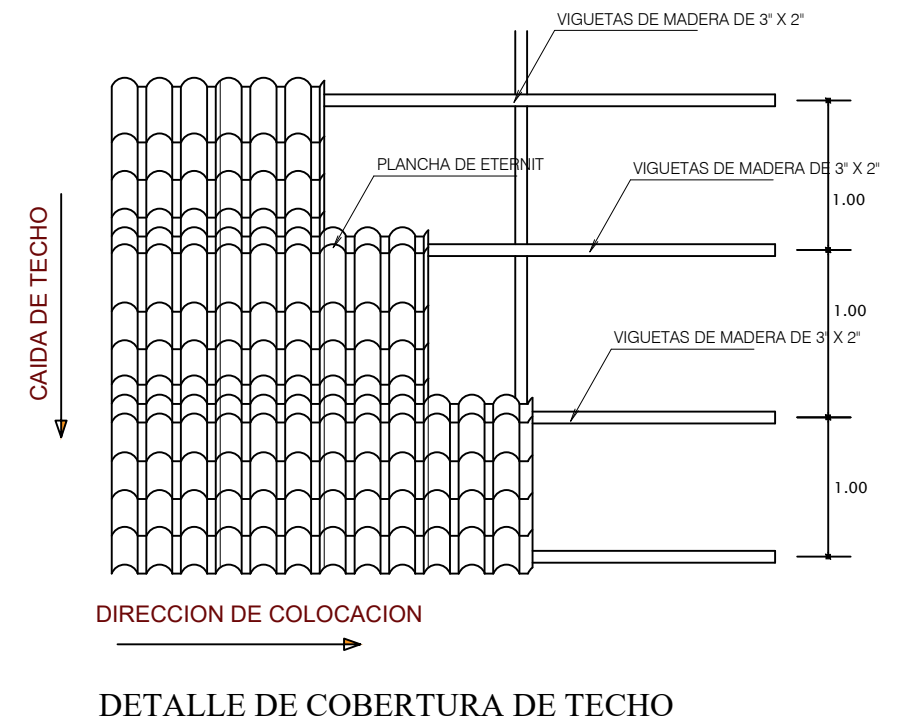 VIGUETAS DE MADERA DE 3" X 2"
PLANCHA DE ETERNIT
VIGUETAS DE MADERA DE 3" X 2"
1.00
CAIDA DE TECHO
1.00
VIGUETAS DE MADERA DE 3" X 2"
1.00
DIRECCION DE COLOCACION
DETALLE DE COBERTURA DE TECHO